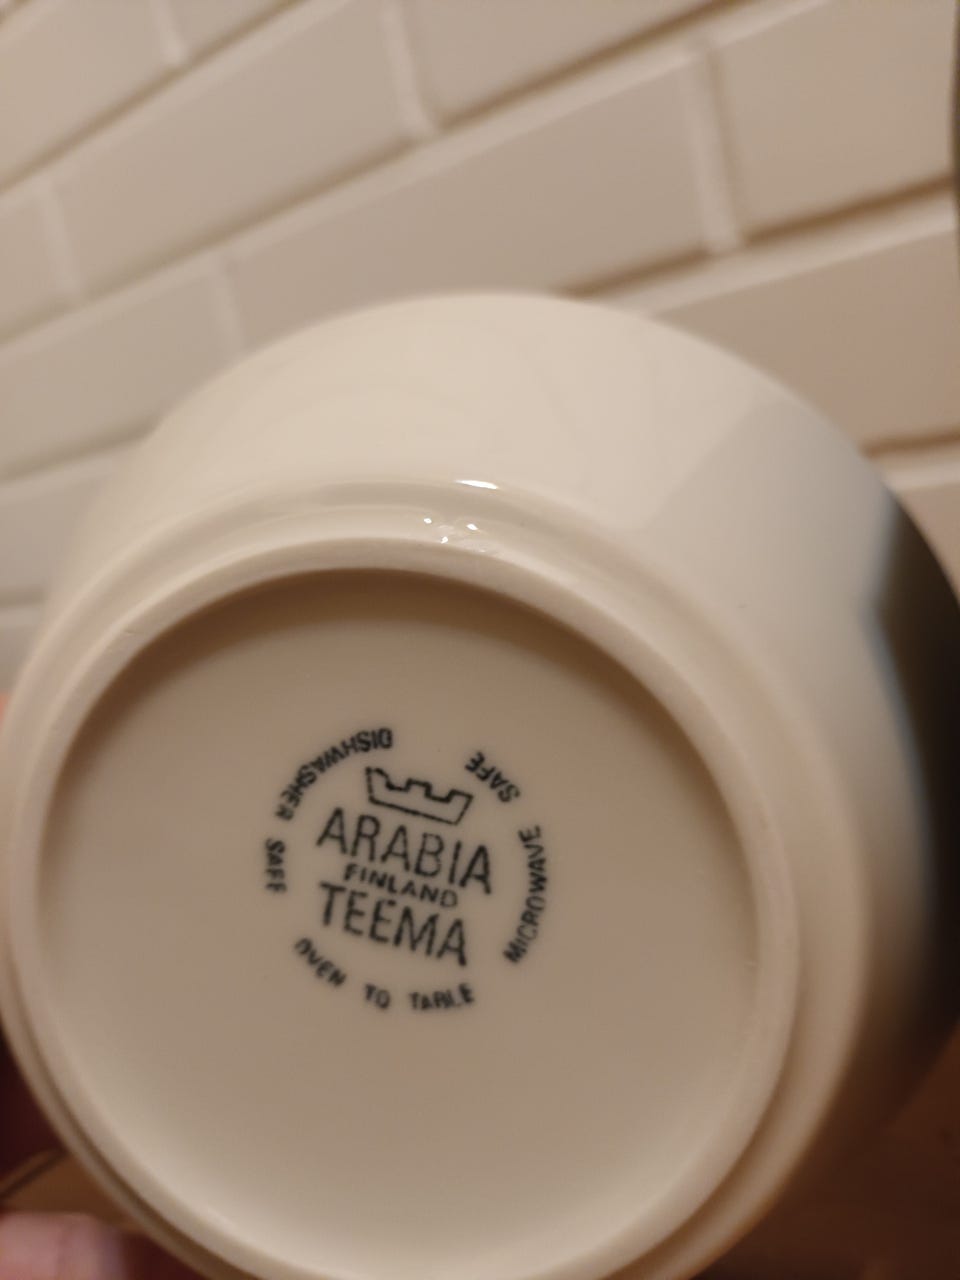 ARABIA
FINLAND
TEEMA
DISHWASHER SAFE
OVEN TO TABLE
MICROWAVE SAFE